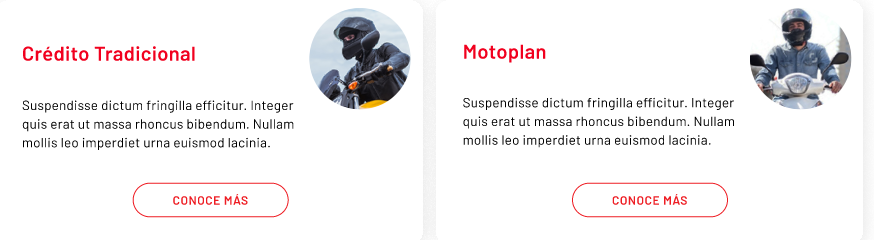 Crédito Tradicional
Suspendisse dictum fringilla efficitur. Integer
quis erat ut massa rhoncus bibendum. Nullam
mollis leo imperdiet urna euismod lacinia.
CONOCE MÁS
Motoplan
Suspendisse dictum fringilla efficitur. Integer
quis erat ut massa rhoncus bibendum. Nullam
mollis leo imperdiet urna euismod lacinia.
CONOCE MÁS